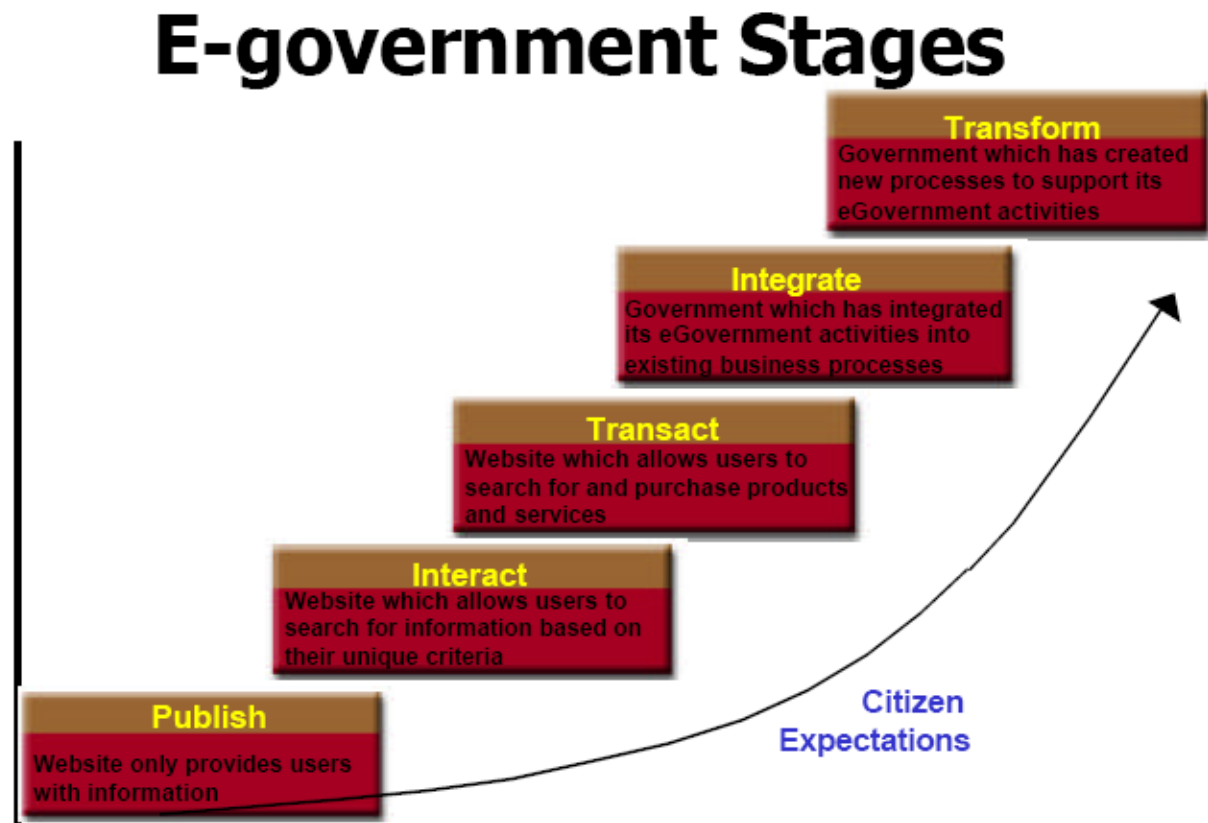 E-government Stages
Transform
Government which has created
new processes to support its
eGovernment activities
Integrate
Government which has integrated
its eGovernment activities into
existing business processes
Transact
Website which allows users to
search for and purchase products
and services
Interact
Website which allows users to
search for information based on
their unique criteria
Publish
Website only provides users
with information
Citizen
Expectations